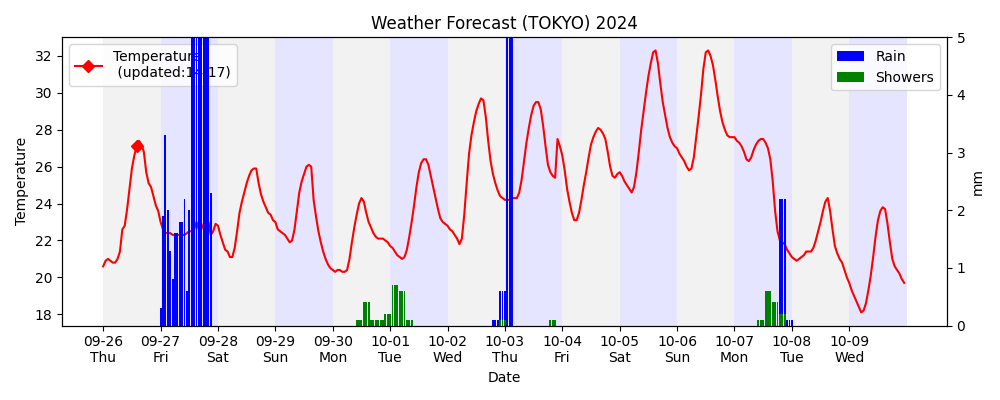 Weather Forecast (TOKYO) 2024
Temperature
(updated:14:17)
Rain
Showers
Temperature
32
30
28
26
24
22
20
18
5
4
3
2
1
0
mm
09-26 09-27 09-28 09-29 09-30 10-01 10-02 10-03 10-04 10-05 10-06 10-07 10-08 10-09
Thu Fri Sat Sun Mon Tue Wed Thu Fri Sat Sun Mon Tue Wed
Date